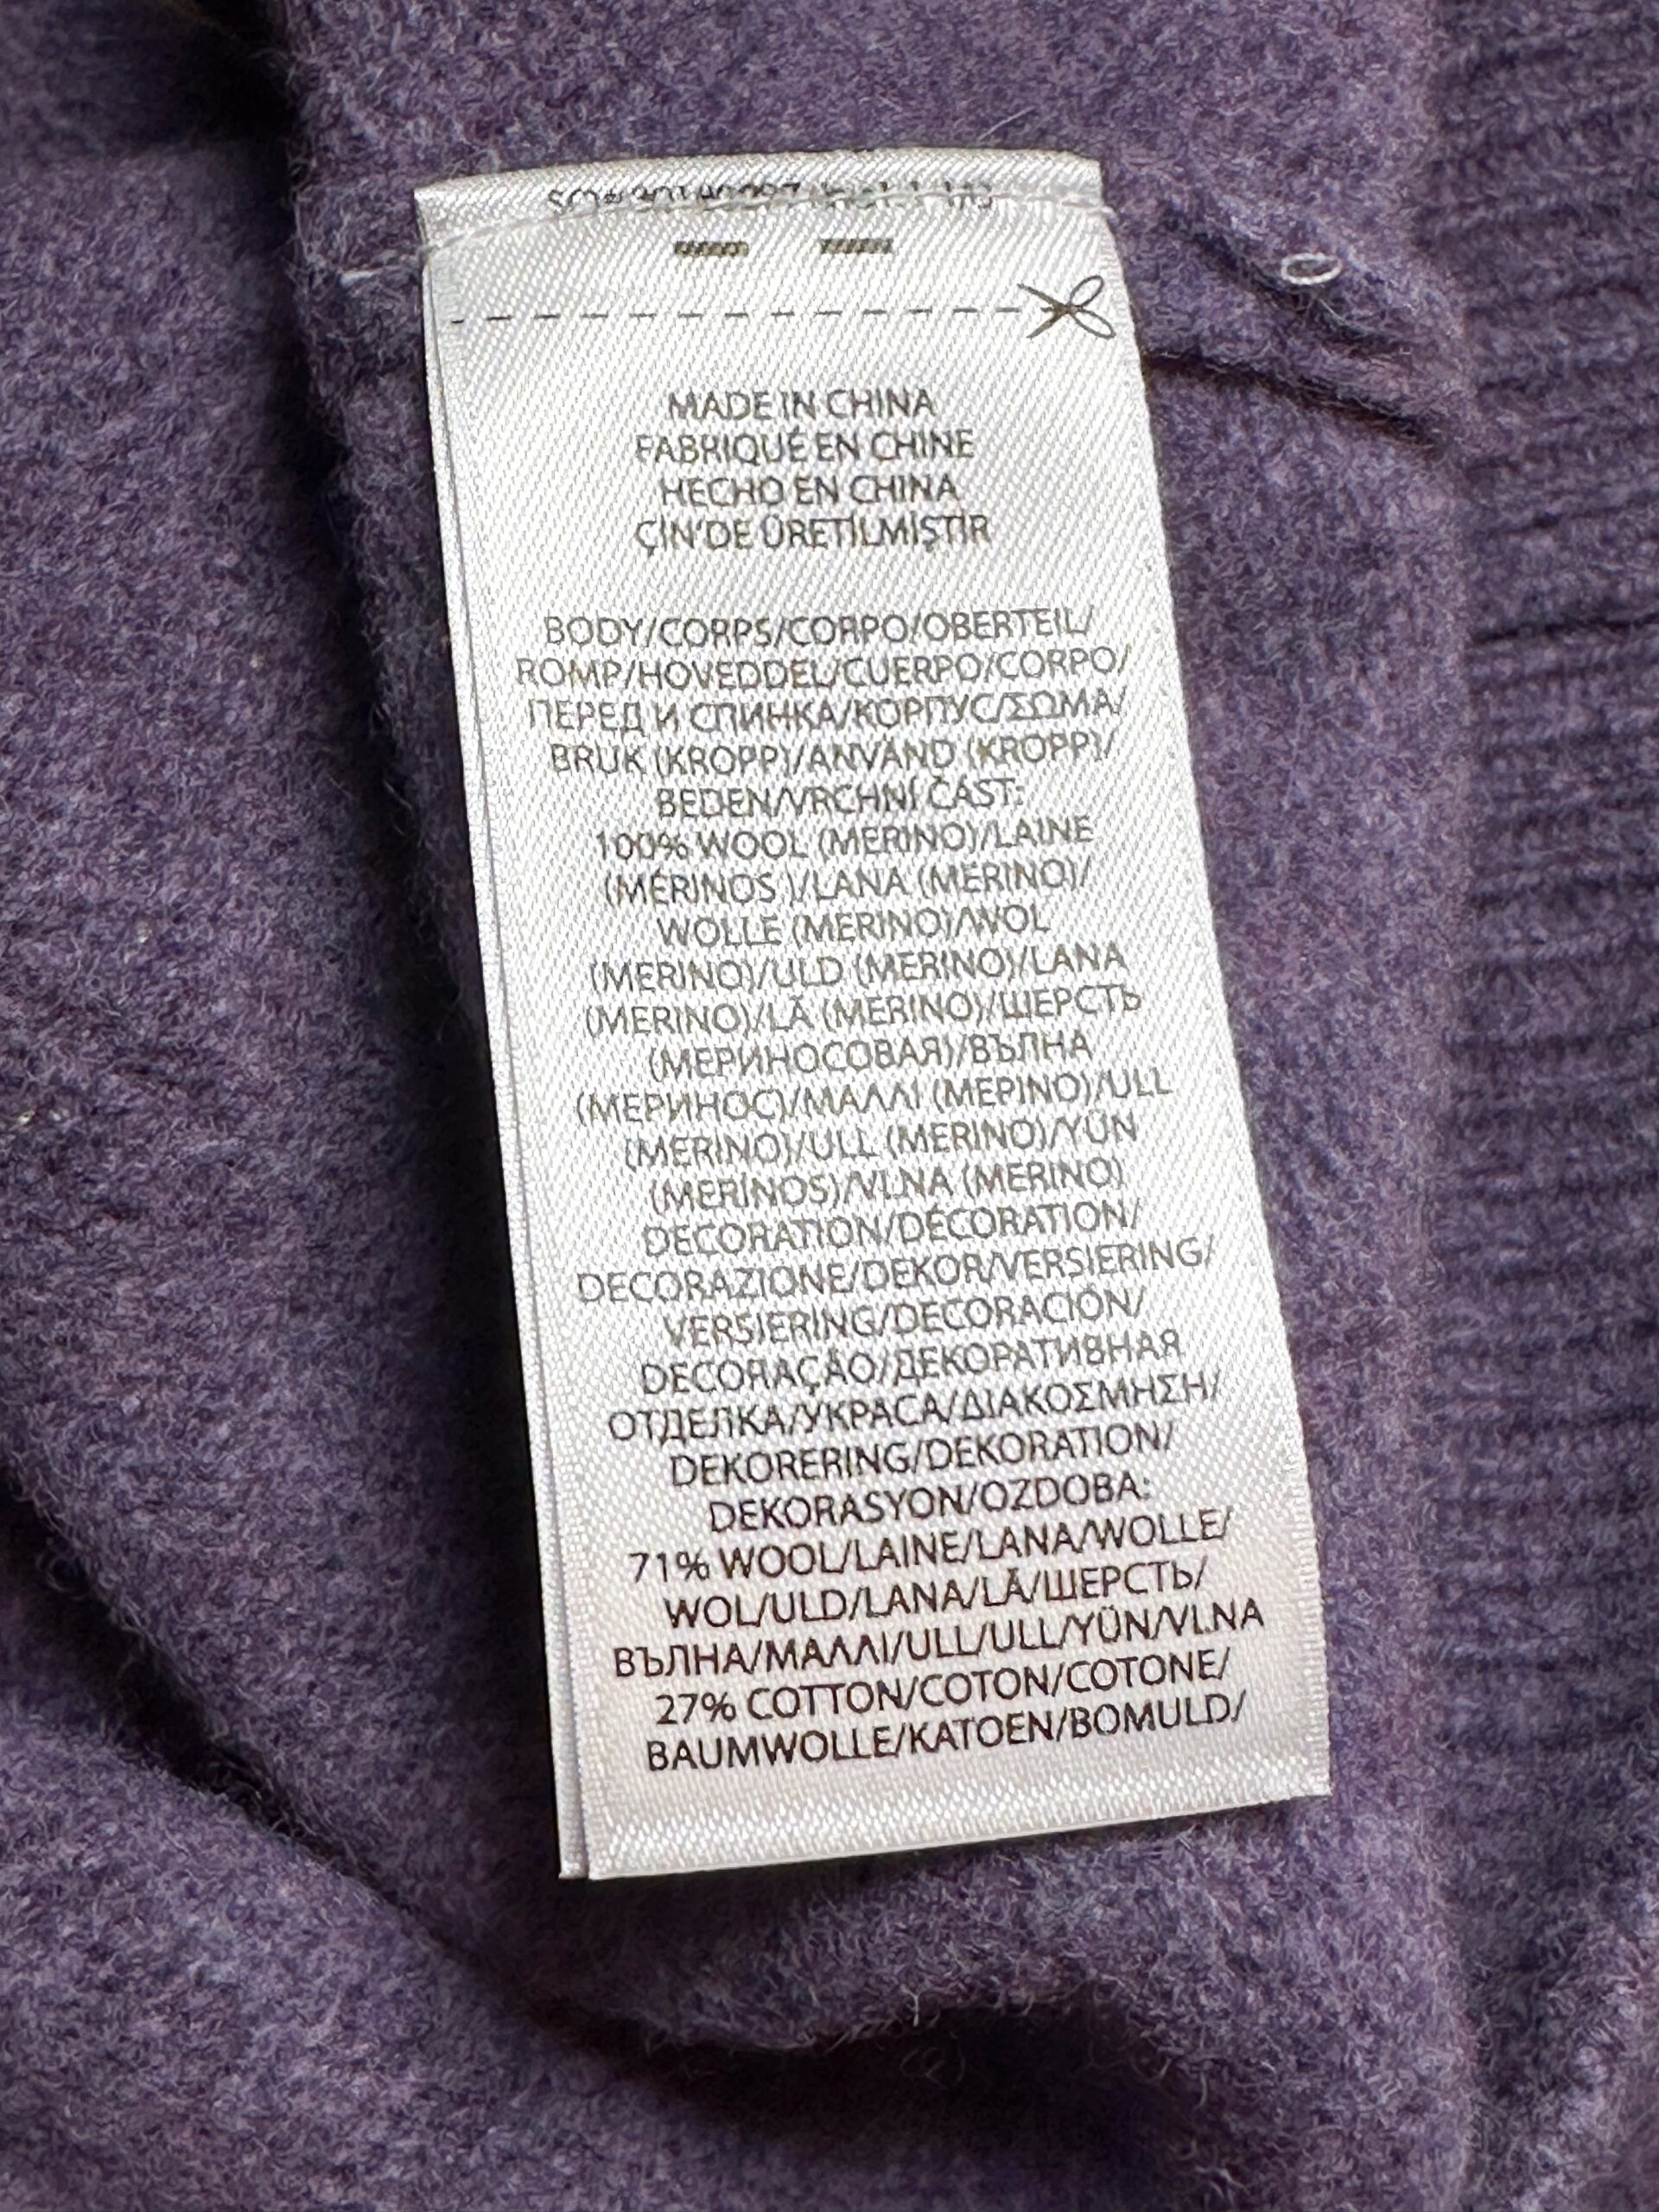 MADE IN CHINA
FABRIQUÉ EN CHINE
HECHO EN CHINA
ÇİN'DE ÜRETİLMİŞTİR
BODY/CORPS/CORPO/OBERTEIL/
ROMP/HOVEDDEL/CUERPO/CORPO/
ПЕРЕД И СПИНКА/КОРПУС/ΣΩΜΑ/
BRUK (KROPP)/ANVÄND (KROPP)/
BEDEN/VRCHNÍ ČÁST:
100% WOOL (MERINO)/LAINE
(MÉRINOS )/LANA (MERINO)/
WOLLE (MERINO)/WOL
(MERINO)/ULD (MERINO)/LANA
(MERINO)/LÃ (MERINO)/ШЕРСТЬ
(МЕРИНОСОВАЯ)/ВЪЛНА
(МЕРИНОС)/ΜΑΛΛΙ (ΜΕΡΙΝΟ)/ULL
(MERINO)/ULL (MERINO)/YÜN
(MERİNOS)/VLNA (MERINO)
DECORATION/DÉCORATION/
DECORAZIONE/DEKOR/VERSIERING/
VERSIERING/DECORACIÓN/
DECORAÇÃO/ДЕКОРАТИВНАЯ
ОТДЕЛКА/УКРАСА/ΔΙΑΚΟΣΜΗΣΗ/
DEKORERING/DEKORATION/
DEKORASYON/OZDOBA:
71% WOOL/LAINE/LANA/WOLLE/
WOL/ULD/LANA/LÃ/ШЕРСТЬ/
ВЪЛНА/ΜΑΛΛΙ/ULL/ULL/YÜN/VLNA
27% COTTON/COTON/COTONE/
BAUMWOLLE/KATOEN/BOMULD/